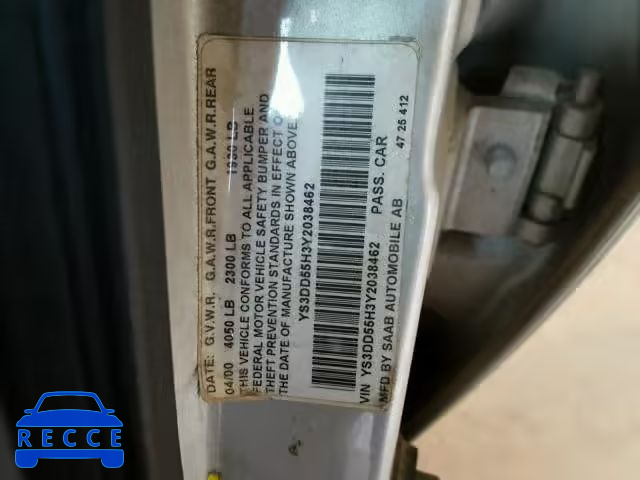 DATE: G.V.W.R. G.A.W.R.FRONT G.A.W.R.REAR
04/00 4050 LB 2300 LB 1930 LB
THIS VEHICLE CONFORMS TO ALL APPLICABLE
FEDERAL MOTOR VEHICLE SAFETY BUMPER AND
THEFT PREVENTION STANDARDS IN EFFECT ON
THE DATE OF MANUFACTURE SHOWN ABOVE.
YS3DD55H3Y2038462
VIN YS3DD55H3Y2038462 PASS. CAR
MFD BY SAAB AUTOMOBILE AB 47 25 412
RECCE